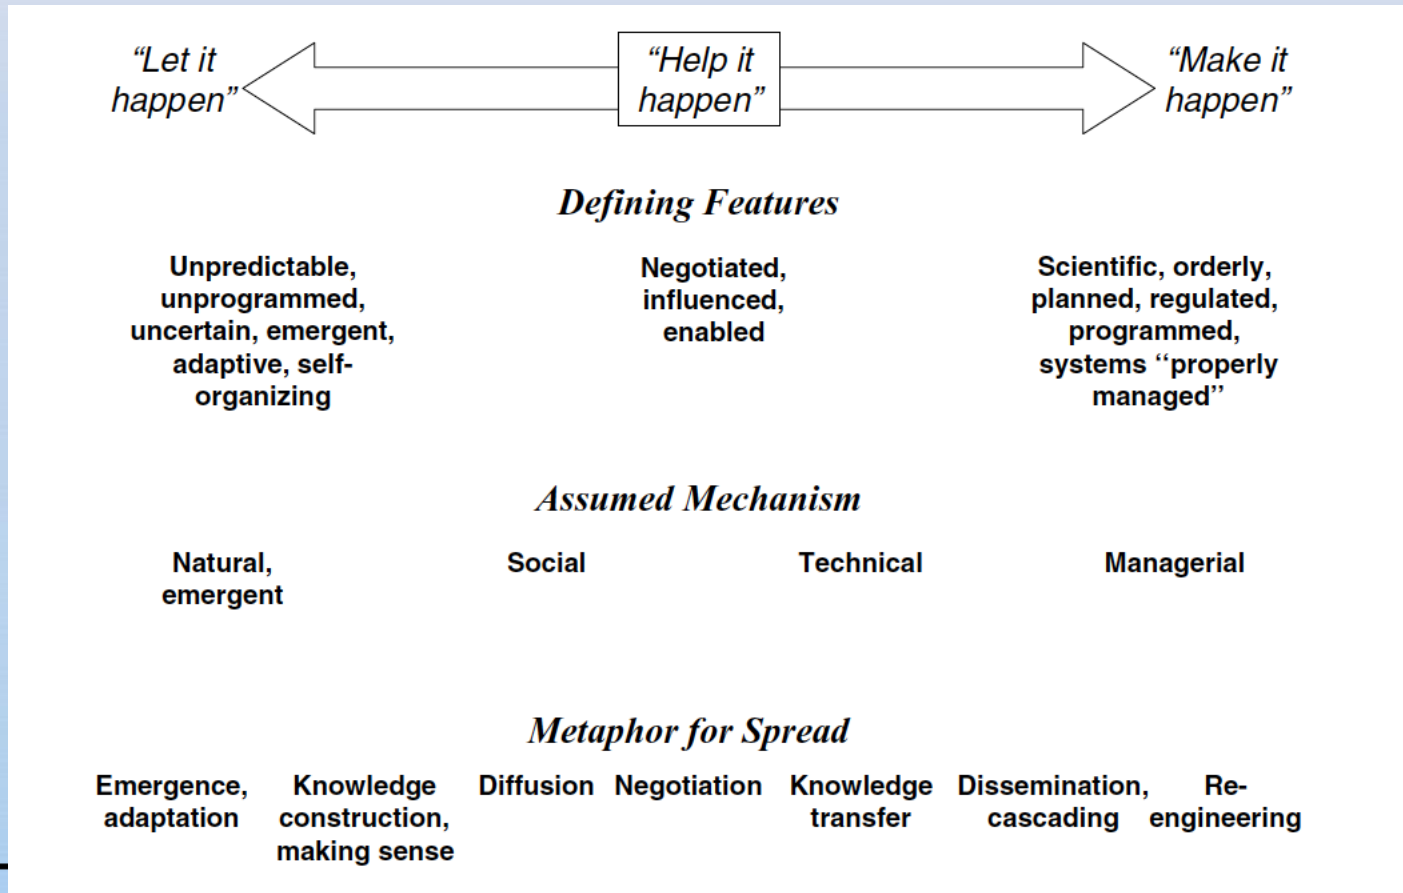 “Let it
happen”
“Help it
happen”
“Make it
happen”
Defining Features
Unpredictable,
unprogrammed,
uncertain, emergent,
adaptive, self-
organizing
Negotiated,
influenced,
enabled
Scientific, orderly,
planned, regulated,
programmed,
systems ‘‘properly
managed’’
Assumed Mechanism
Natural,
emergent
Social
Technical
Managerial
Metaphor for Spread
Emergence,
adaptation
Knowledge
construction,
making sense
Diffusion
Negotiation
Knowledge
transfer
Dissemination,
cascading
Re-
engineering